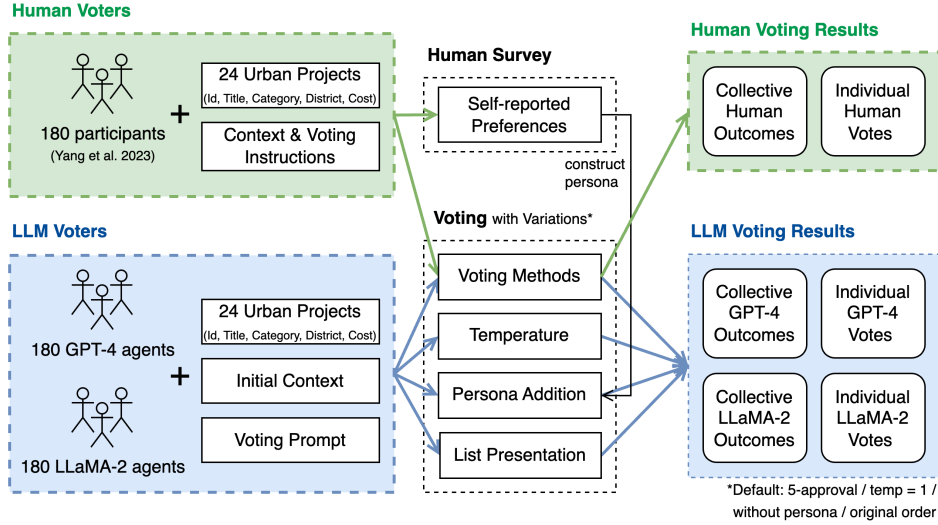 Human Voters
180 participants
(Yang et al. 2023)
+
24 Urban Projects
(Id, Title, Category, District, Cost)
Context & Voting
Instructions
Human Survey
Self-reported
Preferences
construct
persona
Human Voting Results
Collective
Human
Outcomes
Individual
Human
Votes
LLM Voters
180 GPT-4 agents
180 LLaMA-2 agents
+
24 Urban Projects
(Id, Title, Category, District, Cost)
Initial Context
Voting Prompt
Voting with Variations*
Voting Methods
Temperature
Persona Addition
List Presentation
LLM Voting Results
Collective
GPT-4
Outcomes
Individual
GPT-4
Votes
Collective
LLaMA-2
Outcomes
Individual
LLaMA-2
Votes
*Default: 5-approval / temp = 1 /
without persona / original order